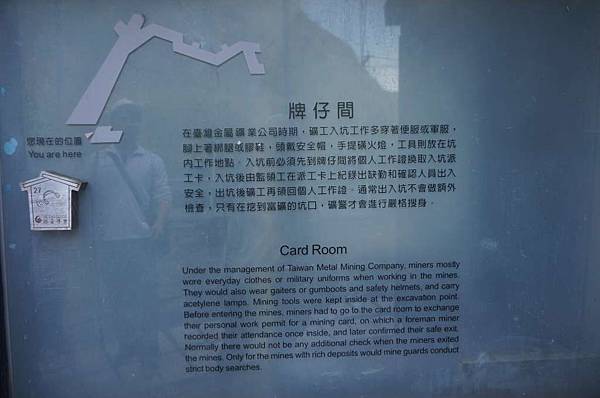 牌仔間
在臺灣金屬礦業公司時期，礦工入坑工作多穿著便服或軍服，
腳上著綁腿或膠鞋，頭戴安全帽，手提礦火燈，工具則放在坑
內工作地點。入坑前必須先到牌仔間將個人工作證換取入坑派
工卡，入坑後由監領工在派工卡上紀錄出缺勤和確認人員出入
安全，出坑後礦工再領回個人工作證。通常出入坑不會做額外
檢查，只有在挖到富礦的坑口，礦警才會進行嚴格搜身。
您現在的位置
You are here
27
Card Room
Under the management of Taiwan Metal Mining Company, miners mostly
wore everyday clothes or military uniforms when working in the mines.
They would also wear gaiters or gumboots and safety helmets, and carry
acetylene lamps. Mining tools were kept inside at the excavation point.
Before entering the mines, miners had to go to the card room to exchange
their personal work permit for a mining card, on which a foreman miner
recorded their attendance once inside, and later confirmed their safe exit.
Normally there would not be any additional check when the miners exited
the mines. Only for the mines with rich deposits would mine guards conduct
strict body searches.